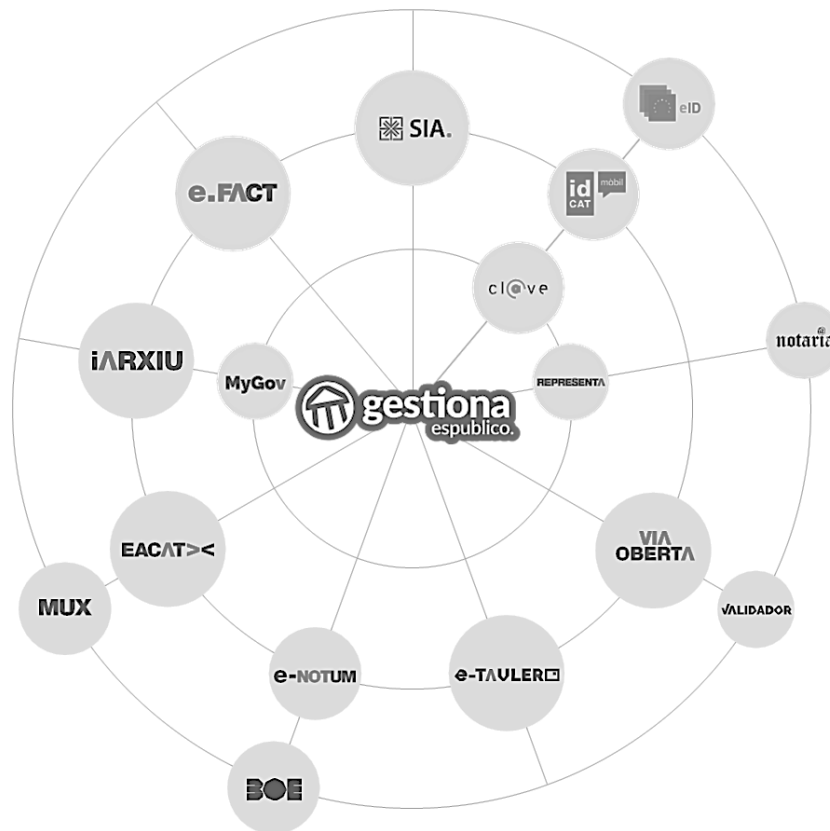 eID
SIA.
id
CAT
mòbil
e.FACT
cl@ve
notaria
iARXIU
MyGov
REPRESENTA
gestiona
espublico.
EACAT><
VIA
OBERTA
MUX
VALIDADOR
e-NOTUM
e-TAULER
BOE